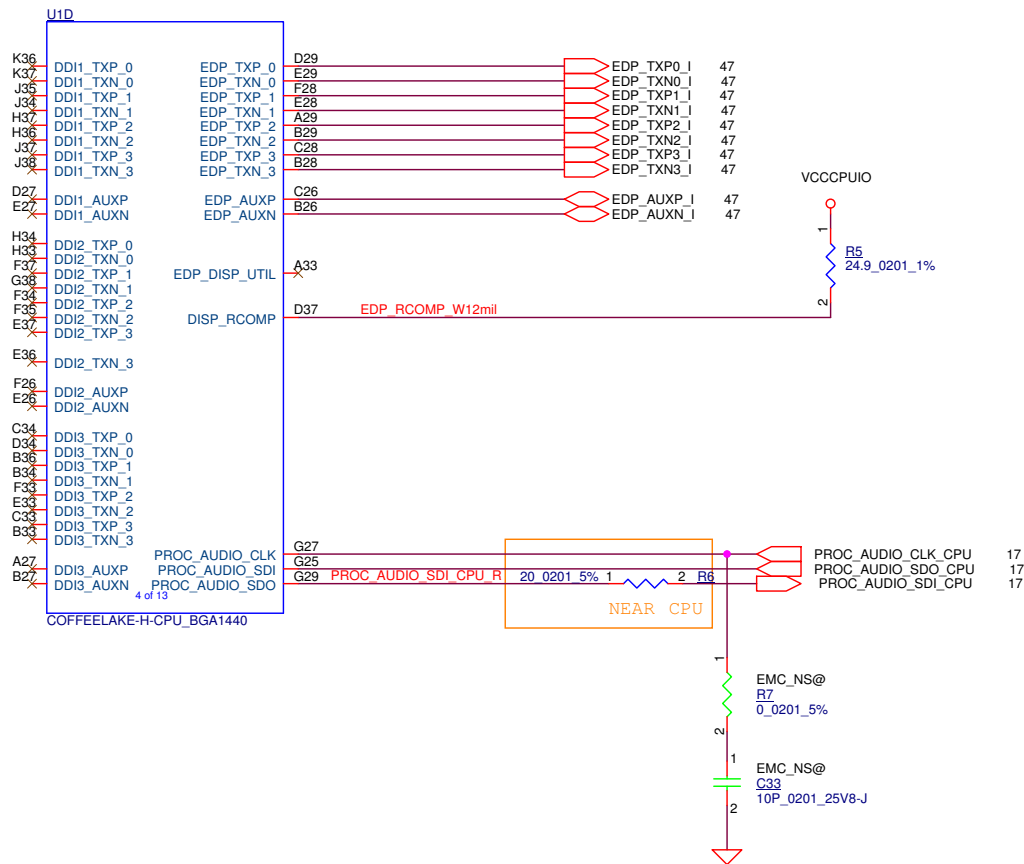 U1D
K36 DDI1_TXP_0 EDP_TXP_0 D29 EDP_TXP0_I 47
K37 DDI1_TXN_0 EDP_TXN_0 E29 EDP_TXN0_I 47
J35 DDI1_TXP_1 EDP_TXP_1 F28 EDP_TXP1_I 47
J34 DDI1_TXN_1 EDP_TXN_1 E28 EDP_TXN1_I 47
H37 DDI1_TXP_2 EDP_TXP_2 A29 EDP_TXP2_I 47
H36 DDI1_TXN_2 EDP_TXN_2 B29 EDP_TXN2_I 47
J37 DDI1_TXP_3 EDP_TXP_3 C28 EDP_TXP3_I 47
J38 DDI1_TXN_3 EDP_TXN_3 B28 EDP_TXN3_I 47
VCCCPUIO
D27 DDI1_AUXP EDP_AUXP C26 EDP_AUXP_I 47
E27 DDI1_AUXN EDP_AUXN B26 EDP_AUXN_I 47
1
H34 DDI2_TXP_0
R5
H33 DDI2_TXN_0
24.9_0201_1%
F37 DDI2_TXP_1 EDP_DISP_UTIL A33
G38 DDI2_TXN_1
2
F34 DDI2_TXP_2
F35 DDI2_TXN_2 DISP_RCOMP D37 EDP_RCOMP_W12mil
E37 DDI2_TXP_3
E36 DDI2_TXN_3
F26 DDI2_AUXP
E26 DDI2_AUXN
C34 DDI3_TXP_0
D34 DDI3_TXN_0
B36 DDI3_TXP_1
B34 DDI3_TXN_1
F33 DDI3_TXP_2
E33 DDI3_TXN_2
C33 DDI3_TXP_3
B33 DDI3_TXN_3
PROC_AUDIO_CLK G27 PROC_AUDIO_CLK_CPU 17
A27 DDI3_AUXP PROC_AUDIO_SDI G25 PROC_AUDIO_SDO_CPU 17
B27 DDI3_AUXN PROC_AUDIO_SDO G29 PROC_AUDIO_SDI_CPU_R 20_0201_5% 1 2 R6 PROC_AUDIO_SDI_CPU 17
4 of 13
NEAR CPU
COFFEELAKE-H-CPU_BGA1440
1
EMC_NS@
R7
0_0201_5%
2
1
EMC_NS@
C33
10P_0201_25V8-J
2